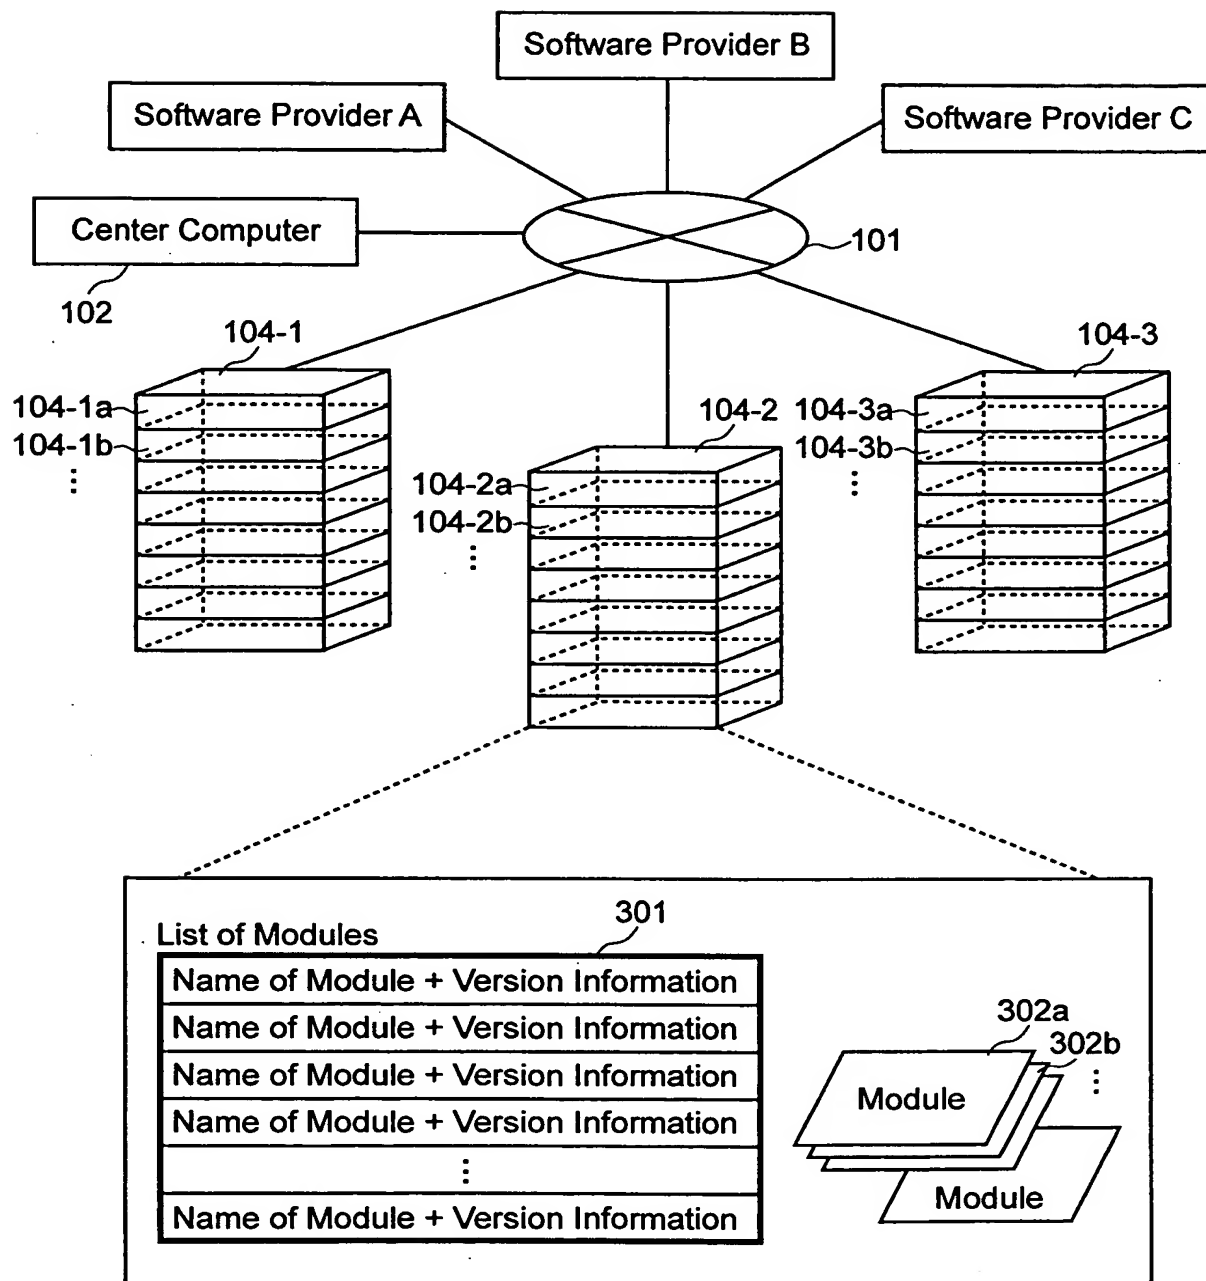 Software Provider B
Software Provider A
Software Provider C
Center Computer
101
102
104-1
104-3
104-1a
104-2
104-3a
104-1b
104-3b
104-2a
104-2b
301
List of Modules
Name of Module + Version Information
Name of Module + Version Information
Name of Module + Version Information
Name of Module + Version Information
Name of Module + Version Information
302a
302b
Module
Module